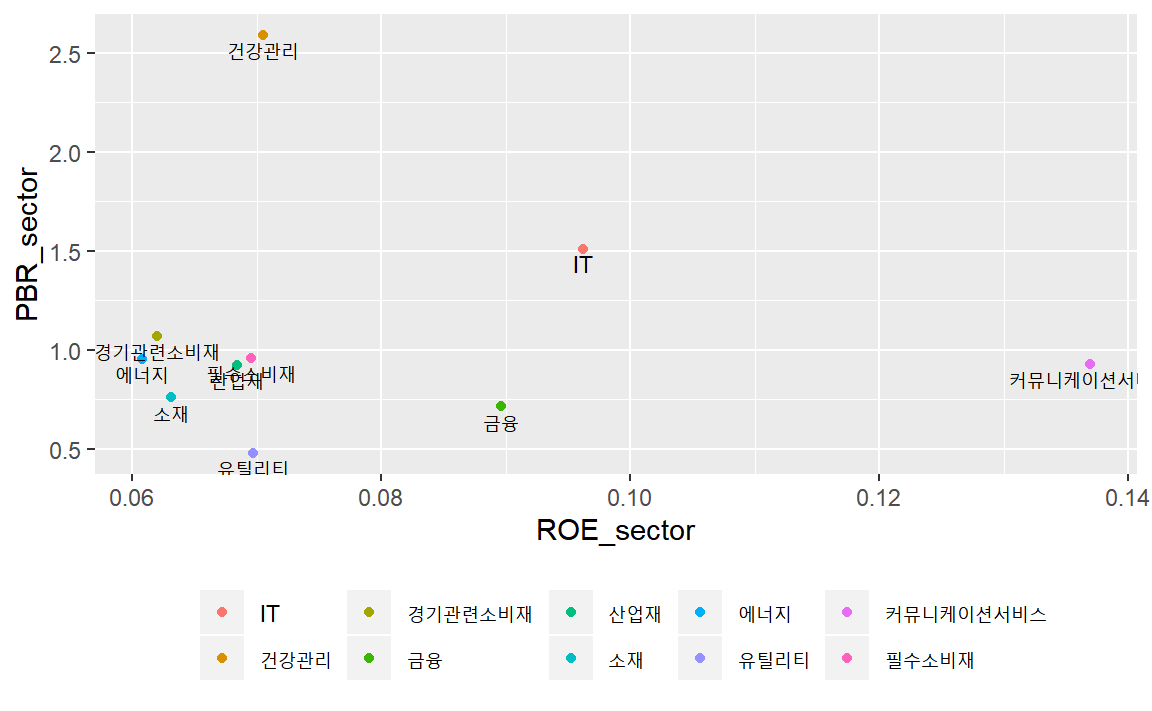 2.5
2.0
1.5
1.0
0.5
PBR_sector
건강관리
IT
경기관련소비재
에너지
필수소비재
산업재
커뮤니케이션서비
소재
금융
유틸리티
0.06 0.08 0.10 0.12 0.14
ROE_sector
IT 경기관련소비재 산업재 에너지 커뮤니케이션서비스
건강관리 금융 소재 유틸리티 필수소비재